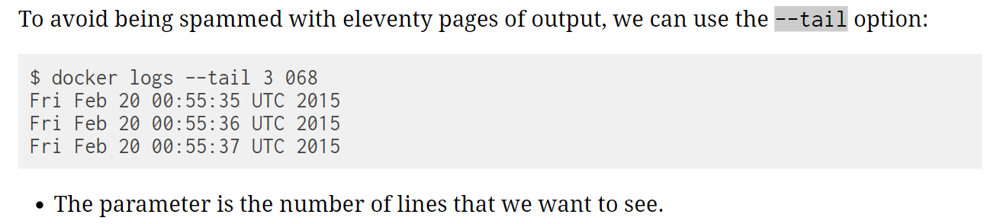 To avoid being spammed with eleventy pages of output, we can use the --tail option:
$ docker logs --tail 3 068
Fri Feb 20 00:55:35 UTC 2015
Fri Feb 20 00:55:36 UTC 2015
Fri Feb 20 00:55:37 UTC 2015
• The parameter is the number of lines that we want to see.